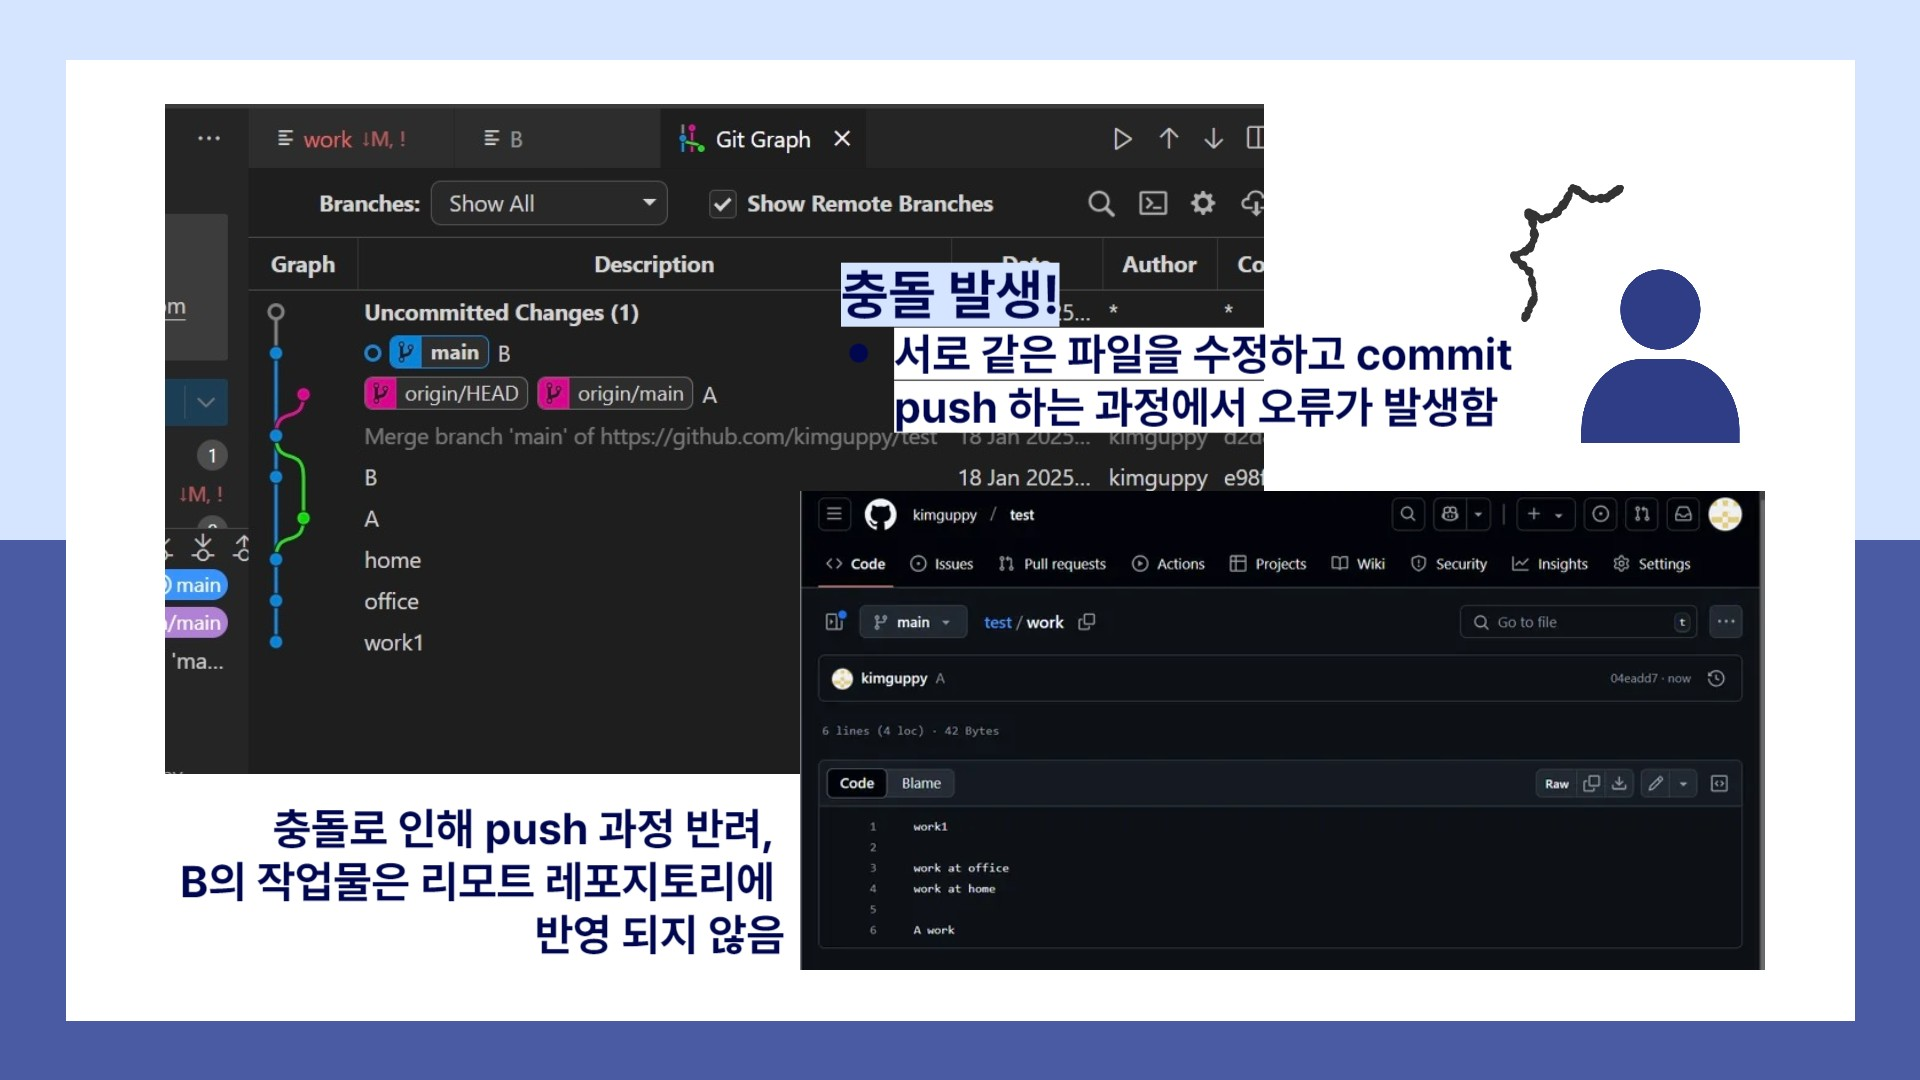 work ↓M, !
B
Git Graph
Branches:
Show All
Show Remote Branches
Graph
Description
Author
Uncommitted Changes (1)
*
*
main
B
origin/HEAD
origin/main
A
Merge branch 'main' of https://github.com/kimguppy/test
18 Jan 2025...
kimguppy
B
18 Jan 2025...
kimguppy
e98f
A
home
office
work1
1
↓M, !
main
/main
'ma...
충돌 발생!
서로 같은 파일을 수정하고 commit
push 하는 과정에서 오류가 발생함
kimguppy / test
Code
Issues
Pull requests
Actions
Projects
Wiki
Security
Insights
Settings
main
test / work
Go to file
t
kimguppy A
04eadd7 · now
6 lines (4 loc) · 42 Bytes
Code
Blame
Raw
1 work1
2
3 work at office
4 work at home
5
6 A work
충돌로 인해 push 과정 반려,
B의 작업물은 리모트 레포지토리에
반영 되지 않음